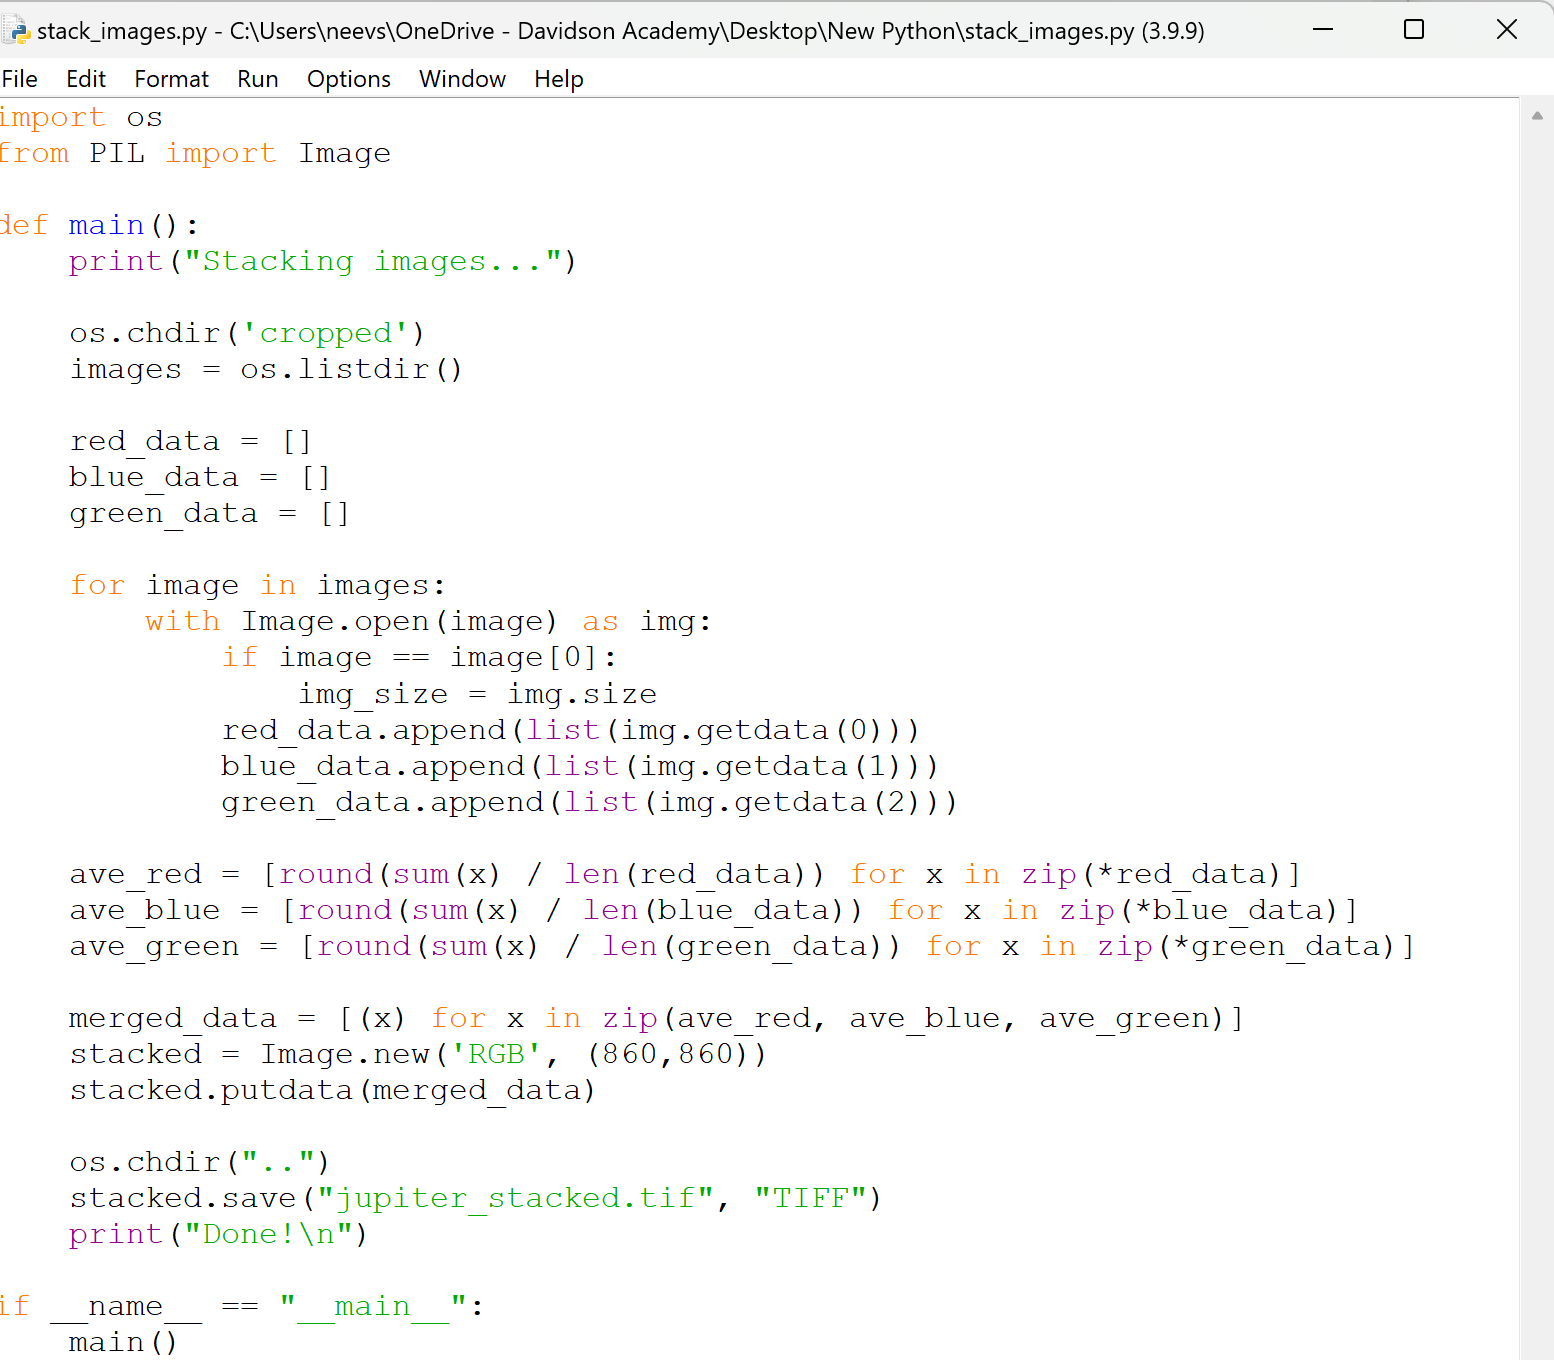 stack_images.py - C:\Users\neevs\OneDrive - Davidson Academy\Desktop\New Python\stack_images.py (3.9.9)
File Edit Format Run Options Window Help
import os
from PIL import Image

def main():
    print("Stacking images...")

    os.chdir('cropped')
    images = os.listdir()

    red_data = []
    blue_data = []
    green_data = []

    for image in images:
        with Image.open(image) as img:
            if image == image[0]:
                img_size = img.size
            red_data.append(list(img.getdata(0)))
            blue_data.append(list(img.getdata(1)))
            green_data.append(list(img.getdata(2)))

    ave_red = [round(sum(x) / len(red_data)) for x in zip(*red_data)]
    ave_blue = [round(sum(x) / len(blue_data)) for x in zip(*blue_data)]
    ave_green = [round(sum(x) / len(green_data)) for x in zip(*green_data)]

    merged_data = [(x) for x in zip(ave_red, ave_blue, ave_green)]
    stacked = Image.new('RGB', (860,860))
    stacked.putdata(merged_data)

    os.chdir("..")
    stacked.save("jupiter_stacked.tif", "TIFF")
    print("Done!\n")

if __name__ == "__main__":
    main()